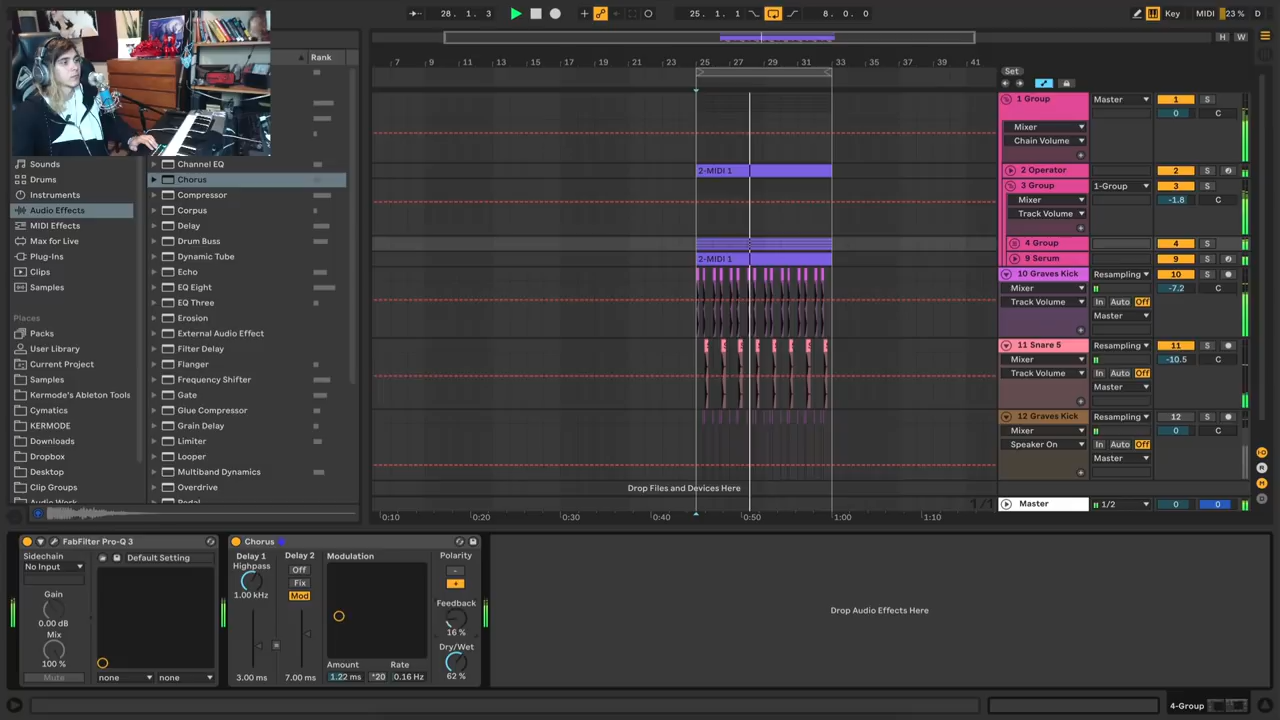 28. 1. 3
25. 1. 1
8. 0. 0
Key
MIDI
23 %
D
H
W
Rank
7
9
11
13
15
17
19
21
23
25
27
29
31
33
35
37
39
41
Set
1 Group
Master
1
S
0
C
Mixer
Chain Volume
2-MIDI 1
2 Operator
2
S
3 Group
1-Group
3
S
Mixer
-1.8
C
Track Volume
4 Group
4
S
2-MIDI 1
9 Serum
9
S
10 Graves Kick
Resampling
10
S
Mixer
-7.2
C
Track Volume
In
Auto
Off
Master
11 Snare 5
Resampling
11
S
Mixer
-10.5
C
Track Volume
In
Auto
Off
Master
12 Graves Kick
Resampling
12
S
Mixer
0
C
Speaker On
In
Auto
Off
Master
Drop Files and Devices Here
1/1
Master
1/2
0
0
0:10
0:20
0:30
0:40
0:50
1:00
1:10
Sounds
Drums
Instruments
Audio Effects
MIDI Effects
Max for Live
Plug-Ins
Clips
Samples
Places
Packs
User Library
Current Project
Samples
Kermode's Ableton Tools
Cymatics
KERMODE
Downloads
Dropbox
Desktop
Clip Groups
Audio Work
Channel EQ
Chorus
Compressor
Corpus
Delay
Drum Buss
Dynamic Tube
Echo
EQ Eight
EQ Three
Erosion
External Audio Effect
Filter Delay
Flanger
Frequency Shifter
Gate
Glue Compressor
Grain Delay
Limiter
Looper
Multiband Dynamics
Overdrive
Pedal
FabFilter Pro-Q 3
Sidechain
No Input
Default Setting
Gain
0.00 dB
Mix
100 %
Mute
none
none
Chorus
Delay 1
Highpass
1.00 kHz
3.00 ms
Delay 2
Off
Fix
Mod
7.00 ms
Modulation
Amount
1.22 ms
*20
Rate
0.16 Hz
Polarity
-
+
Feedback
16 %
Dry/Wet
62 %
Drop Audio Effects Here
4-Group